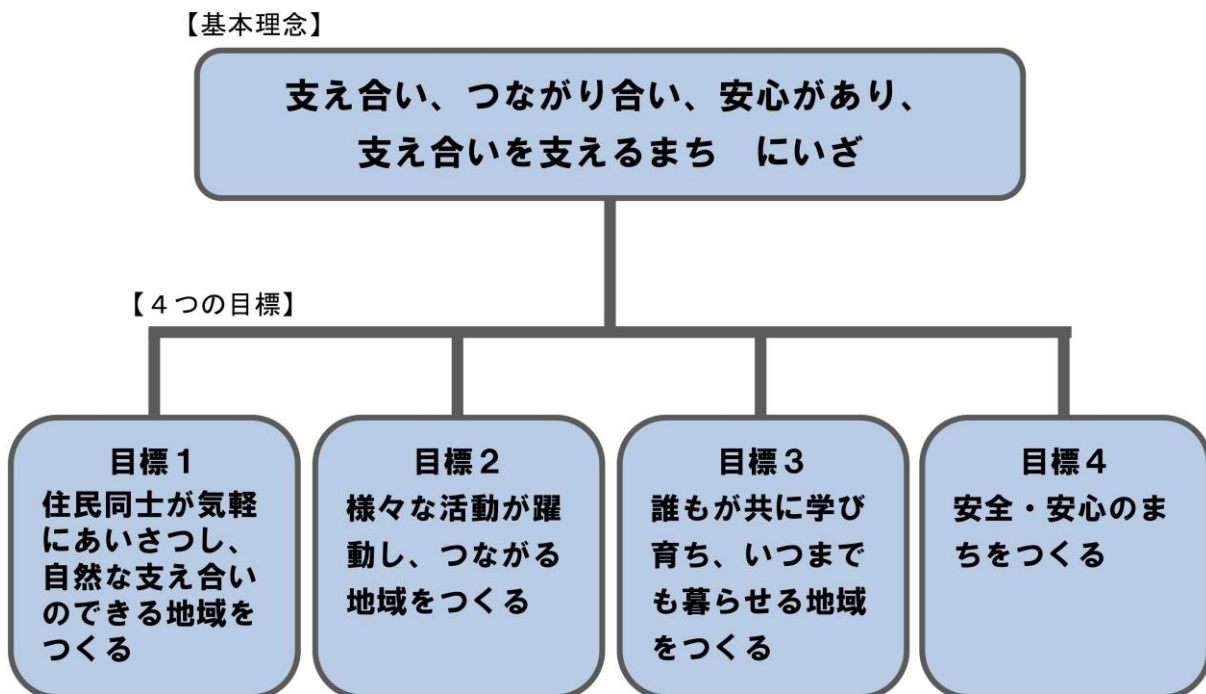 【基本理念】
支え合い、つながり合い、安心があり、
支え合いを支えるまち　にいざ
【４つの目標】
目標１
住民同士が気軽
にあいさつし、
自然な支え合い
のできる地域を
つくる
目標２
様々な活動が躍
動し、つながる
地域をつくる
目標３
誰もが共に学び
育ち、いつまで
も暮らせる地域
をつくる
目標４
安全・安心のま
ちをつくる